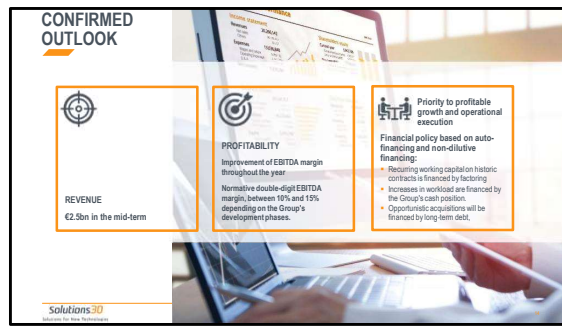 CONFIRMED
OUTLOOK
REVENUE
€2.5bn in the mid-term
PROFITABILITY
Improvement of EBITDA margin
throughout the year
Normative double-digit EBITDA
margin, between 10% and 15%
depending on the Group's
development phases.
Priority to profitable
growth and operational
execution
Financial policy based on auto-
financing and non-dilutive
financing:
• Recurring working capital on historic
contracts is financed by factoring
• Increases in workload are financed by
the Group's cash position.
• Opportunistic acquisitions will be
financed by long-term debt,
Solutions30
Solutions For New Technologies
Income statement
Revenues
Expenses